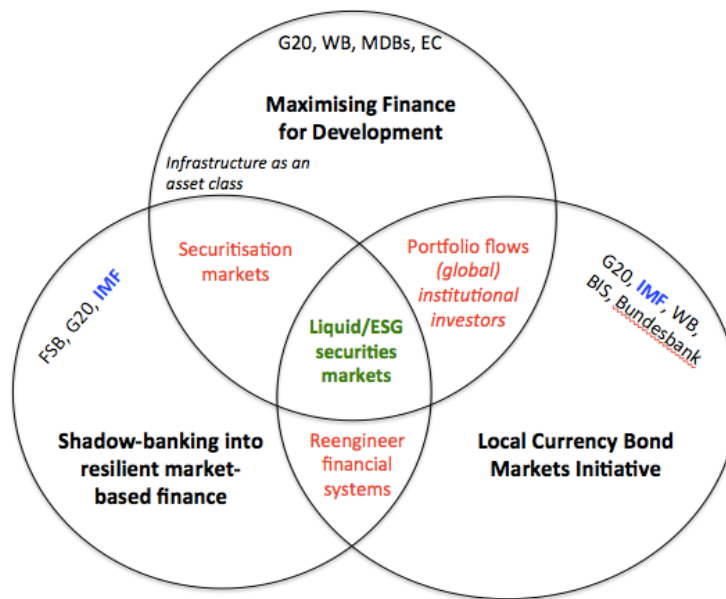 G20, WB, MDBs, EC
Maximising Finance
for Development
Infrastructure as an
asset class
Securitisation
markets
Portfolio flows
(global)
institutional
investors
G20, IMF, WB,
BIS, Bundesbank
FSB, G20, IMF
Liquid/ESG
securities
markets
Shadow-banking into
resilient market-
based finance
Reengineer
financial
systems
Local Currency Bond
Markets Initiative